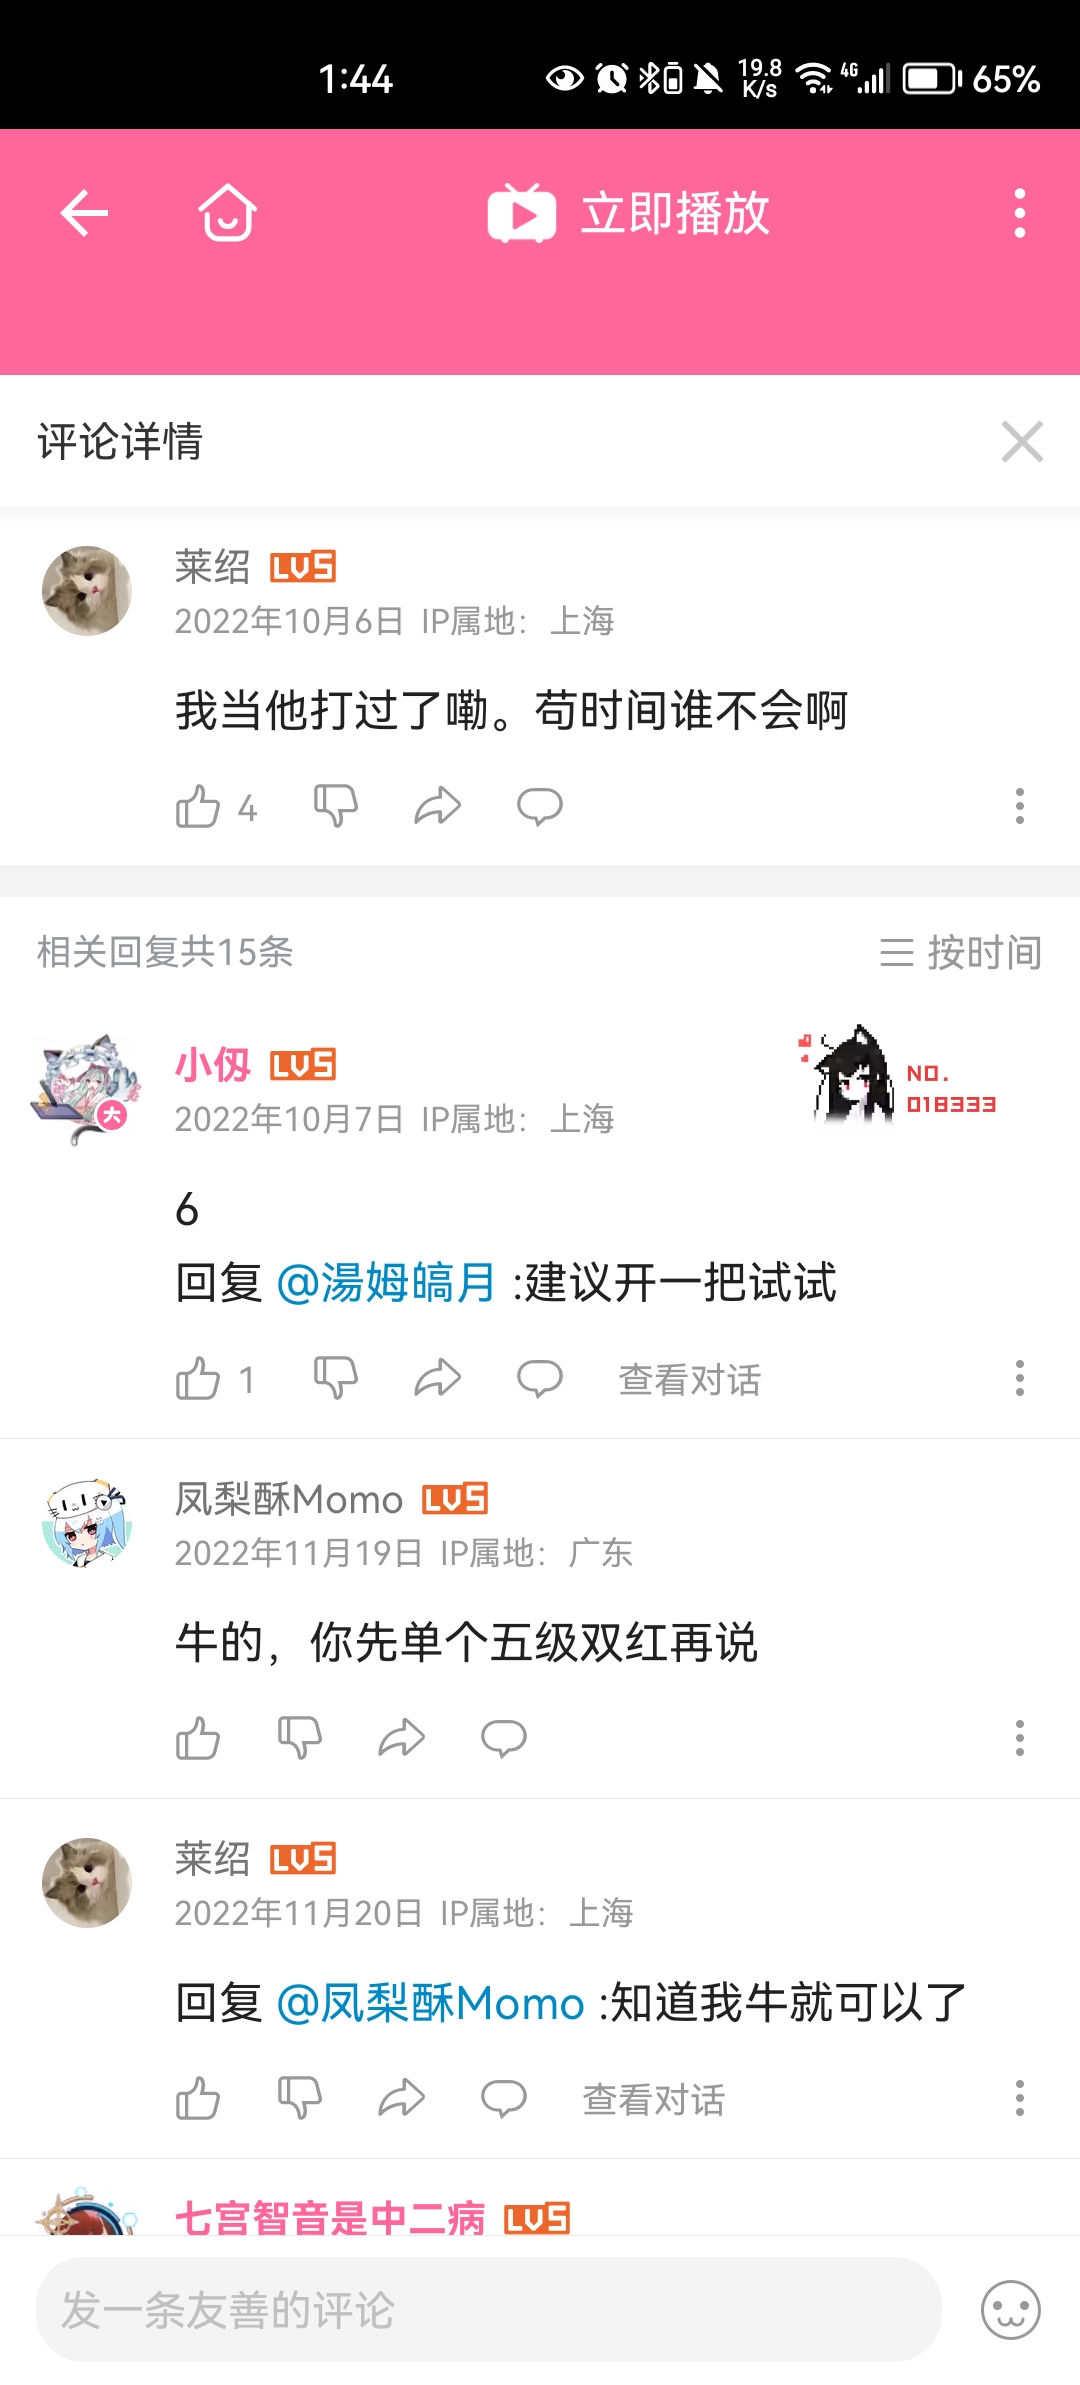 1:44
19.8
K/s
4G
65%
立即播放
评论详情
莱绍 LV5
2022年10月6日 IP属地：上海
我当他打过了嘞。苟时间谁不会啊
4
相关回复共15条
按时间
小仭 LV5
大
2022年10月7日 IP属地：上海
NO.
018333
6
回复 @湯姆皜月 :建议开一把试试
1
查看对话
凤梨酥Momo LV5
2022年11月19日 IP属地：广东
牛的，你先单个五级双红再说
莱绍 LV5
2022年11月20日 IP属地：上海
回复 @凤梨酥Momo :知道我牛就可以了
查看对话
七宫智音是中二病 LV5
发一条友善的评论